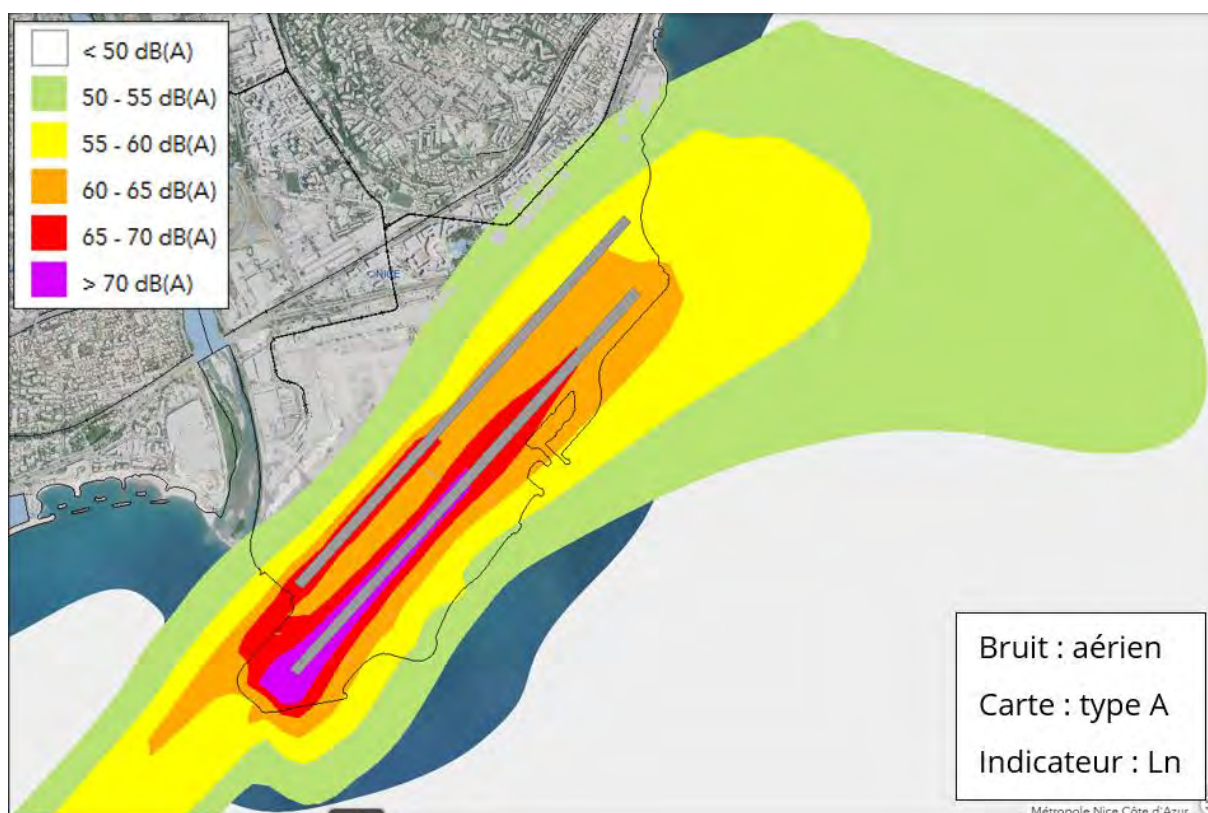 < 50 dB(A)
50 - 55 dB(A)
55 - 60 dB(A)
60 - 65 dB(A)
65 - 70 dB(A)
> 70 dB(A)
NICE
Bruit : aérien
Carte : type A
Indicateur : Ln
Métropole Nice Côte d'Azur